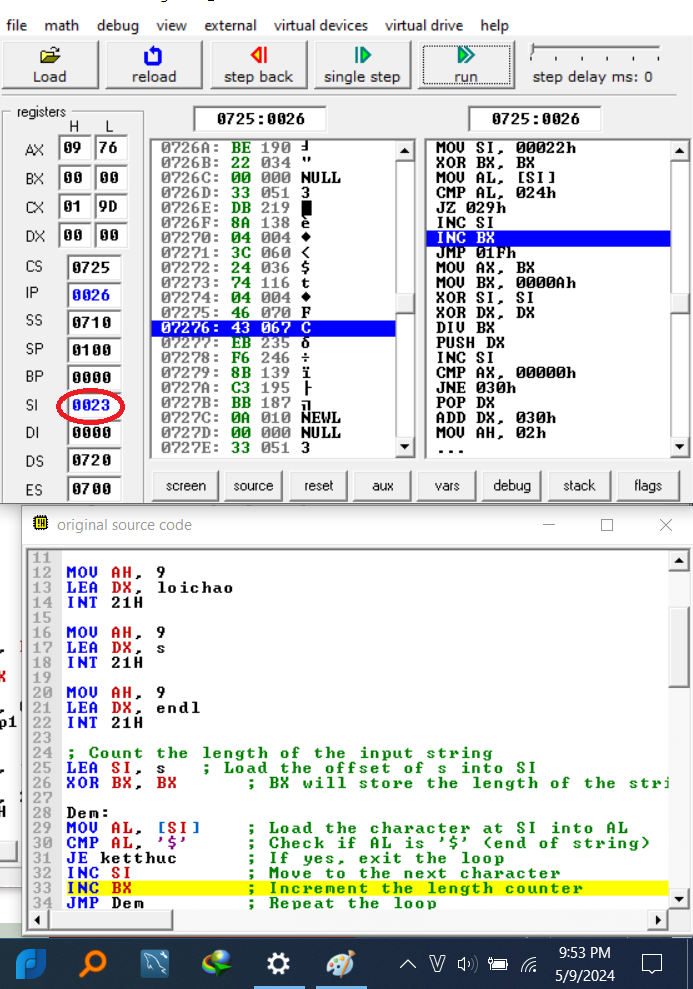 file math debug view external virtual devices virtual drive help
Load reload step back single step run step delay ms: 0
registers
H L
AX 09 76
BX 00 00
CX 01 9D
DX 00 00
CS 0725
IP 0026
SS 0710
SP 0100
BP 0000
SI 0023
DI 0000
DS 0720
ES 0700
0725:0026
0726A: BE 190 ╛
0726B: 22 034 "
0726C: 00 000 NULL
0726D: 33 051 3
0726E: DB 219 █
0726F: 8A 138 è
07270: 04 004 ♦
07271: 3C 060 <
07272: 24 036 $
07273: 74 116 t
07274: 04 004 ♦
07275: 46 070 F
07276: 43 067 C
07277: EB 235 δ
07278: F6 246 ÷
07279: 8B 139 ï
0727A: C3 195 ├
0727B: BB 187 ╗
0727C: 0A 010 NEWL
0727D: 00 000 NULL
0727E: 33 051 3
0725:0026
MOV SI, 00022h
XOR BX, BX
MOV AL, [SI]
CMP AL, 024h
JZ 029h
INC SI
INC BX
JMP 01Fh
MOV AX, BX
MOV BX, 0000Ah
XOR SI, SI
XOR DX, DX
DIV BX
PUSH DX
INC SI
CMP AX, 00000h
JNE 030h
POP DX
ADD DX, 030h
MOV AH, 02h
...
screen source reset aux vars debug stack flags
original source code
11
12 MOV AH, 9
13 LEA DX, loichao
14 INT 21H
15
16 MOV AH, 9
17 LEA DX, s
18 INT 21H
19
20 MOV AH, 9
21 LEA DX, endl
22 INT 21H
23
24 ; Count the length of the input string
25 LEA SI, s ; Load the offset of s into SI
26 XOR BX, BX ; BX will store the length of the stri
27
28 Dem:
29 MOV AL, [SI] ; Load the character at SI into AL
30 CMP AL, '$' ; Check if AL is '$' (end of string)
31 JE ketthuc ; If yes, exit the loop
32 INC SI ; Move to the next character
33 INC BX ; Increment the length counter
34 JMP Dem ; Repeat the loop
9:53 PM
5/9/2024